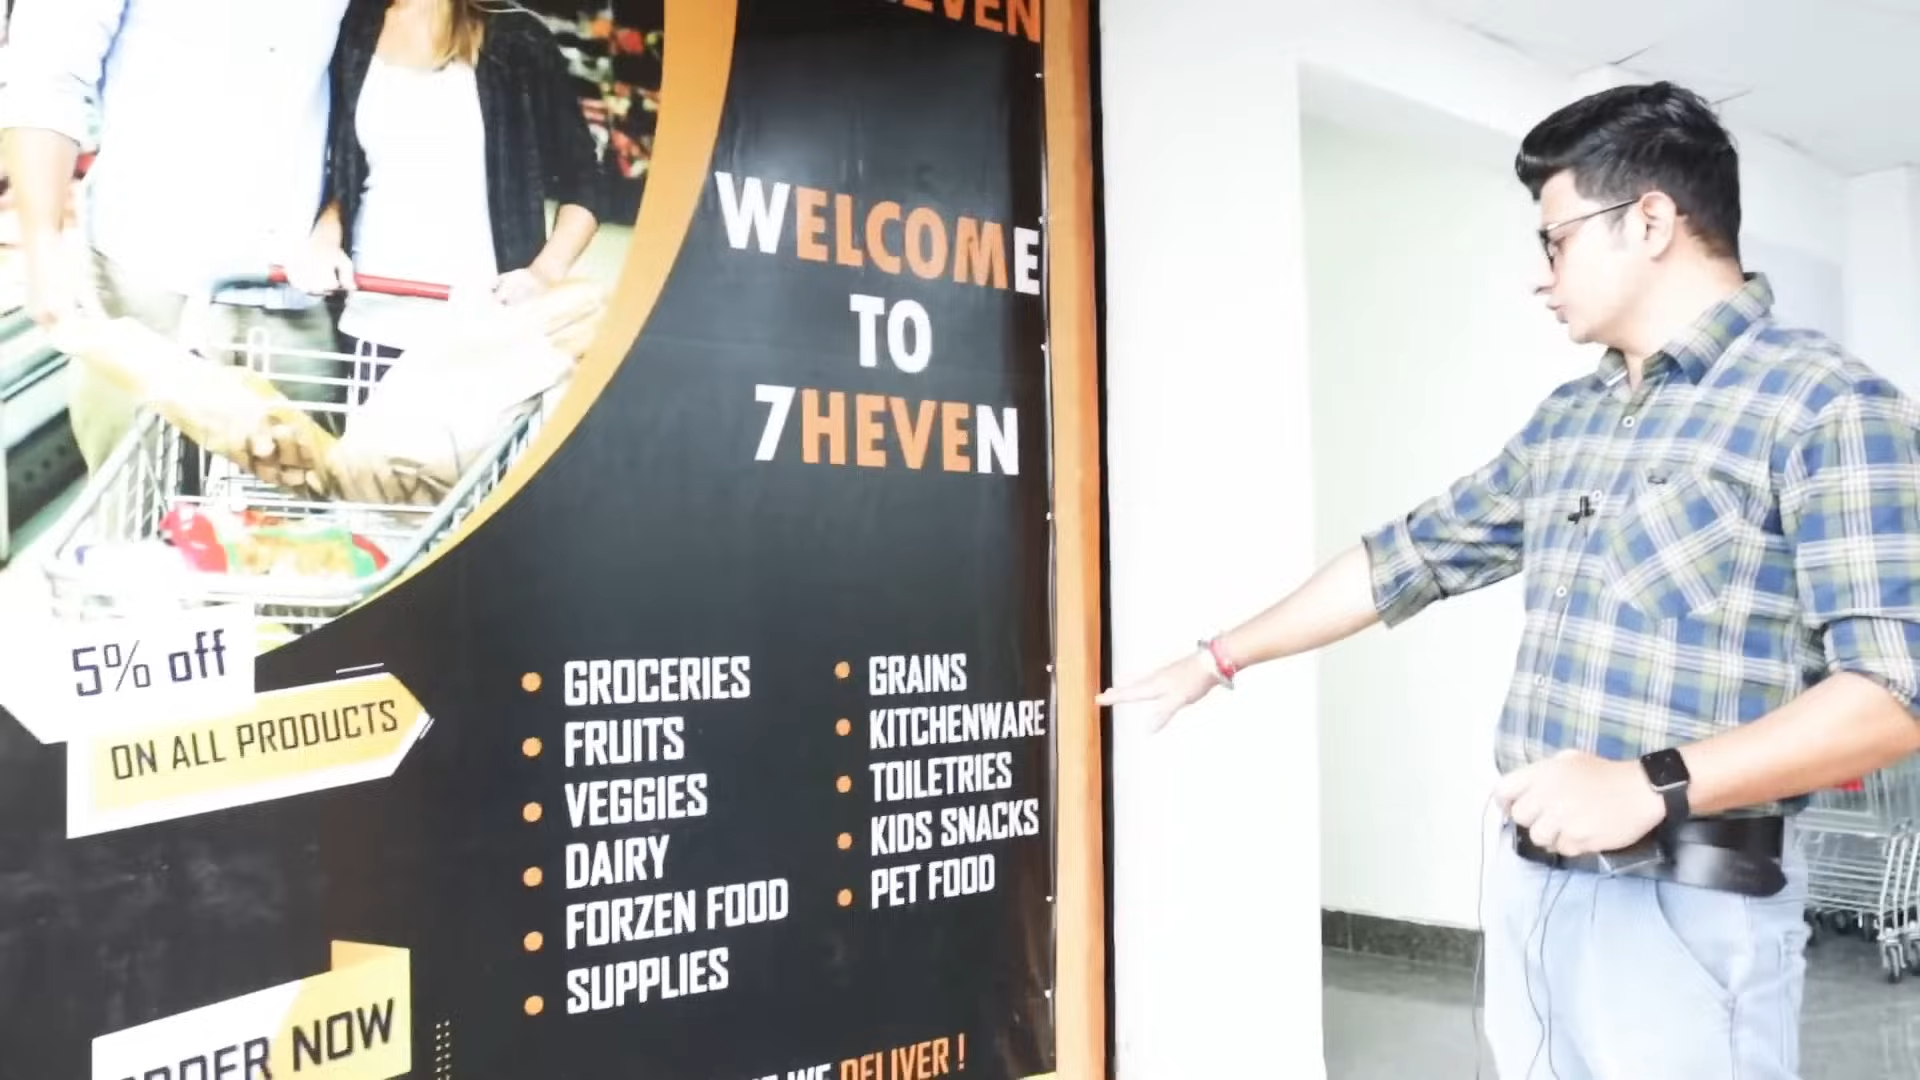 WELCOME
TO
7HEVEN
5% off
ON ALL PRODUCTS
GROCERIES
FRUITS
VEGGIES
DAIRY
FORZEN FOOD
SUPPLIES
GRAINS
KITCHENWARE
TOILETRIES
KIDS SNACKS
PET FOOD
ORDER NOW
WE DELIVER !